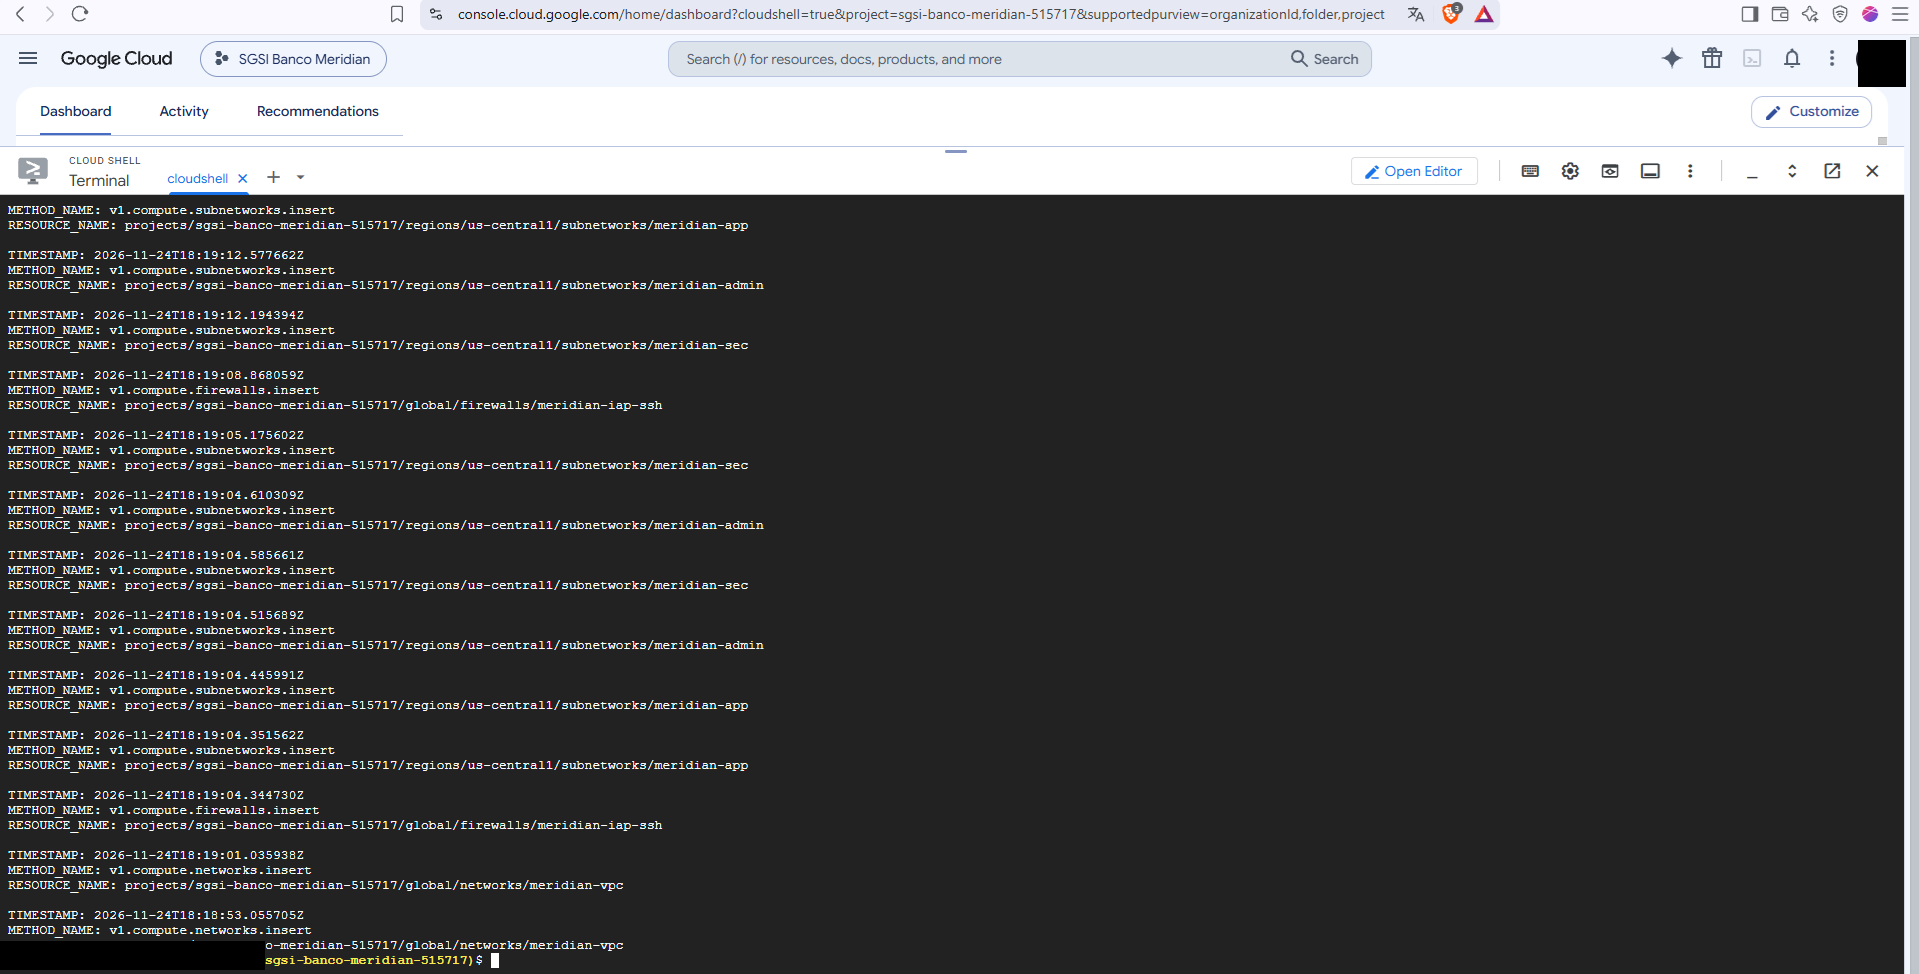 console.cloud.google.com/home/dashboard?cloudshell=true&project=sgsi-banco-meridian-515717&supportedpurview=organizationId,folder,project
3
Google Cloud
SGSI Banco Meridian
Search (/) for resources, docs, products, and more
Search
Dashboard
Activity
Recommendations
Customize
CLOUD SHELL
Terminal
cloudshell
Open Editor
METHOD_NAME: v1.compute.subnetworks.insert
RESOURCE_NAME: projects/sgsi-banco-meridian-515717/regions/us-central1/subnetworks/meridian-app
TIMESTAMP: 2026-11-24T18:19:12.577662Z
METHOD_NAME: v1.compute.subnetworks.insert
RESOURCE_NAME: projects/sgsi-banco-meridian-515717/regions/us-central1/subnetworks/meridian-admin
TIMESTAMP: 2026-11-24T18:19:12.194394Z
METHOD_NAME: v1.compute.subnetworks.insert
RESOURCE_NAME: projects/sgsi-banco-meridian-515717/regions/us-central1/subnetworks/meridian-sec
TIMESTAMP: 2026-11-24T18:19:08.868059Z
METHOD_NAME: v1.compute.firewalls.insert
RESOURCE_NAME: projects/sgsi-banco-meridian-515717/global/firewalls/meridian-iap-ssh
TIMESTAMP: 2026-11-24T18:19:05.175602Z
METHOD_NAME: v1.compute.subnetworks.insert
RESOURCE_NAME: projects/sgsi-banco-meridian-515717/regions/us-central1/subnetworks/meridian-sec
TIMESTAMP: 2026-11-24T18:19:04.610309Z
METHOD_NAME: v1.compute.subnetworks.insert
RESOURCE_NAME: projects/sgsi-banco-meridian-515717/regions/us-central1/subnetworks/meridian-admin
TIMESTAMP: 2026-11-24T18:19:04.585661Z
METHOD_NAME: v1.compute.subnetworks.insert
RESOURCE_NAME: projects/sgsi-banco-meridian-515717/regions/us-central1/subnetworks/meridian-sec
TIMESTAMP: 2026-11-24T18:19:04.515689Z
METHOD_NAME: v1.compute.subnetworks.insert
RESOURCE_NAME: projects/sgsi-banco-meridian-515717/regions/us-central1/subnetworks/meridian-admin
TIMESTAMP: 2026-11-24T18:19:04.445991Z
METHOD_NAME: v1.compute.subnetworks.insert
RESOURCE_NAME: projects/sgsi-banco-meridian-515717/regions/us-central1/subnetworks/meridian-app
TIMESTAMP: 2026-11-24T18:19:04.351562Z
METHOD_NAME: v1.compute.subnetworks.insert
RESOURCE_NAME: projects/sgsi-banco-meridian-515717/regions/us-central1/subnetworks/meridian-app
TIMESTAMP: 2026-11-24T18:19:04.344730Z
METHOD_NAME: v1.compute.firewalls.insert
RESOURCE_NAME: projects/sgsi-banco-meridian-515717/global/firewalls/meridian-iap-ssh
TIMESTAMP: 2026-11-24T18:19:01.035938Z
METHOD_NAME: v1.compute.networks.insert
RESOURCE_NAME: projects/sgsi-banco-meridian-515717/global/networks/meridian-vpc
TIMESTAMP: 2026-11-24T18:18:53.055705Z
METHOD_NAME: v1.compute.networks.insert
o-meridian-515717/global/networks/meridian-vpc
sgsi-banco-meridian-515717)$